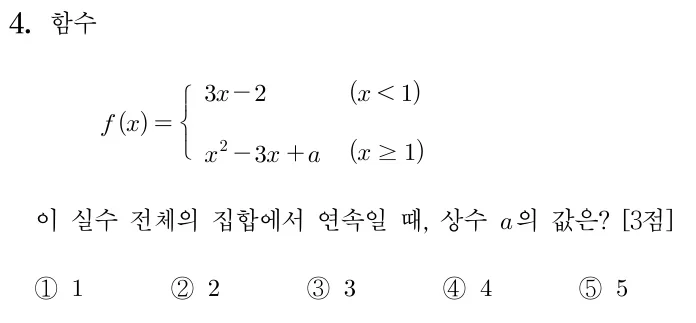 4. 함수
f(x) = { 3x-2 (x < 1)
x²-3x+a (x ≥ 1)
이 실수 전체의 집합에서 연속일 때, 상수 a의 값은? [3점]
① 1 ② 2 ③ 3 ④ 4 ⑤ 5